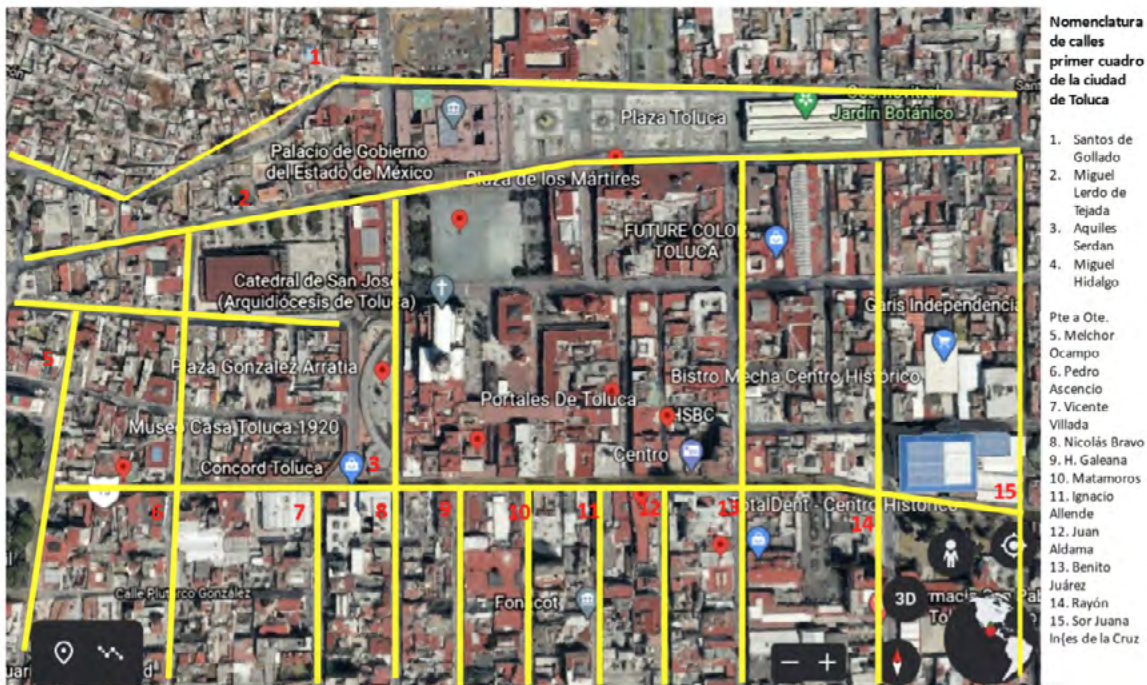 Nomenclatura
de calles
primer cuadro
de la ciudad
de Toluca
1. Santos de
Gollado
2. Miguel
Lerdo de
Tejada
3. Aquiles
Serdan
4. Miguel
Hidalgo
Pte a Ote.
5. Melchor
Ocampo
6. Pedro
Ascencio
7. Vicente
Villada
8. Nicolás Bravo
9. H. Galeana
10. Matamoros
11. Ignacio
Allende
12. Juan
Aldama
13. Benito
Juárez
14. Rayón
15. Sor Juana
In{es de la Cruz
1
Cosmovitral
Jardín Botánico
Plaza Toluca
Palacio de Gobierno
del Estado de México
Plaza de los Mártires
2
FUTURE COLO
TOLUCA
Catedral de San José
(Arquidiócesis de Toluca)
Garis Independencia
5
Plaza González Arratia
Bistro Mecha Centro Histórico
Portales De Toluca
HSBC
Museo Casa Toluca 1920
Centro
Concord Toluca
3
15
6
7
8
9
10
11
12
13
14
TotalDent - Centro Histórico
Calle Plutarco González
Fonacot
3D